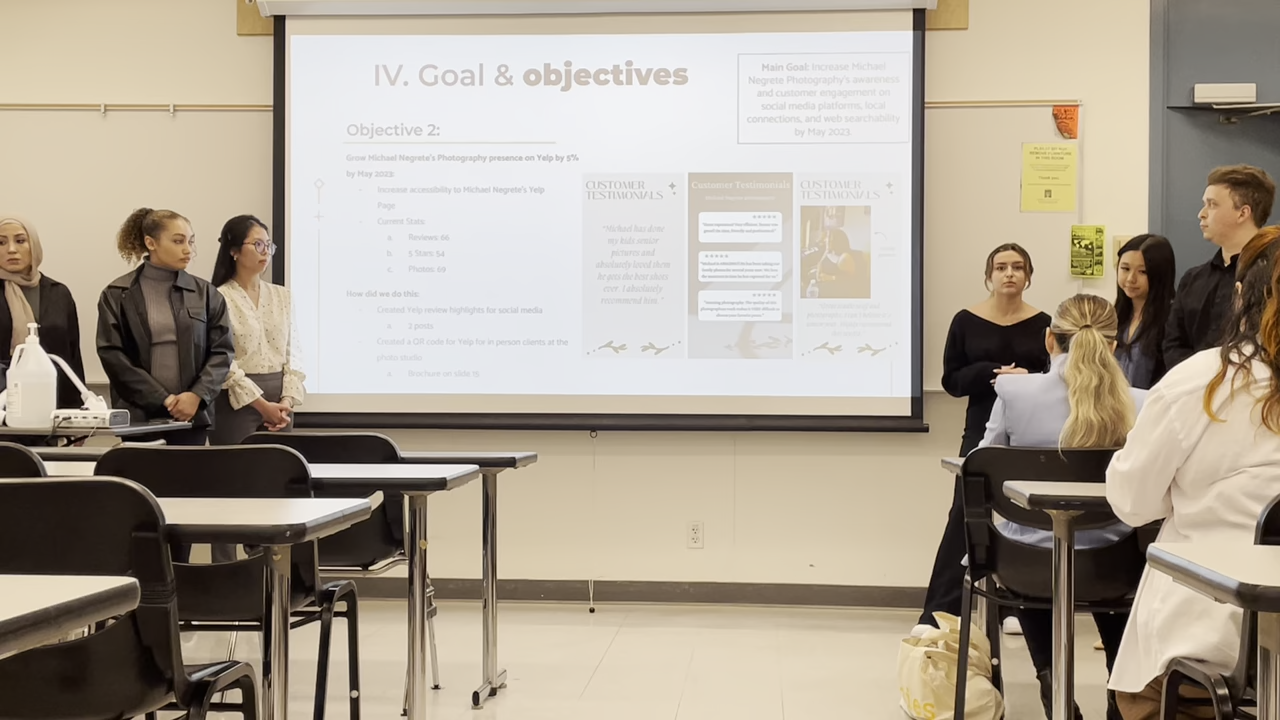 IV. Goal & objectives
Main Goal: Increase Michael
Negrete Photography's awareness
and customer engagement on
social media platforms, local
connections, and web searchability
by May 2023.
Objective 2:
Grow Michael Negrete's Photography presence on Yelp by 5%
by May 2023:
- Increase accessibility to Michael Negrete's Yelp
Page:
- Current Stats:
a. Reviews: 66
b. 5 Stars: 54
c. Photos: 69
How did we do this:
- Created Yelp review highlights for social media
a. 2 posts
Created a QR code for Yelp for in person clients at the
photo studio
a. Brochure on slide 15
CUSTOMER
TESTIMONIALS
"Michael has done
my kids senior
pictures and
absolutely loved them
he gets the best shots
ever. I absolutely
recommend him."
Customer Testimonials
CUSTOMER
TESTIMONIALS